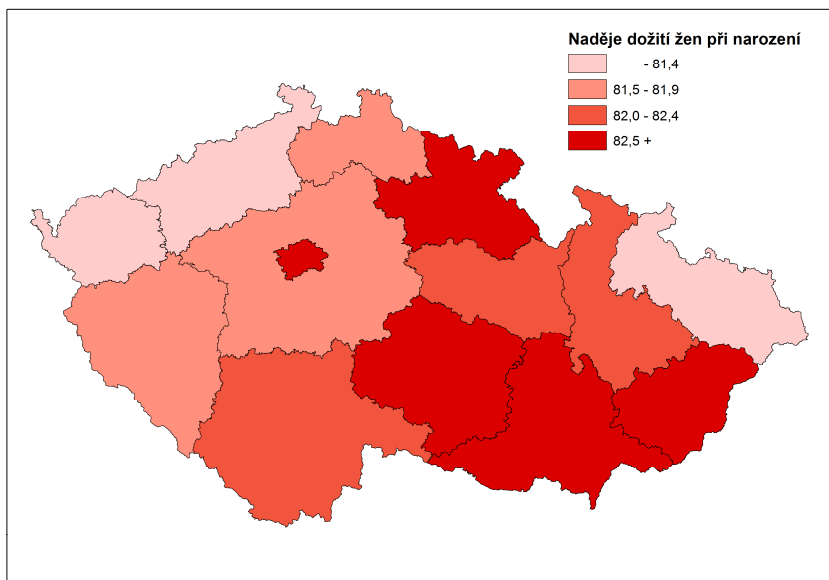 Naděje dožití žen při narození
- 81,4
81,5 - 81,9
82,0 - 82,4
82,5 +